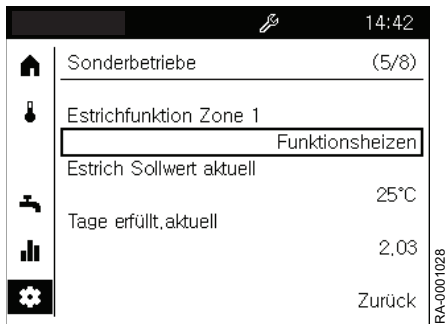 14:42
Sonderbetriebe (5/8)
Estrichfunktion Zone 1
Funktionsheizen
Estrich Sollwert aktuell
25°C
Tage erfüllt,aktuell
2,03
Zurück
RA-0001028